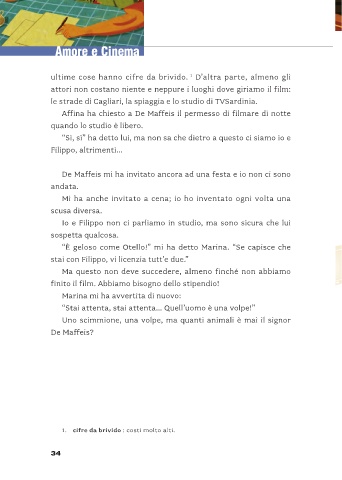 Amore e Cinema
ultime cose hanno cifre da brivido. 1 D'altra parte, almeno gli
attori non costano niente e neppure i luoghi dove giriamo il film:
le strade di Cagliari, la spiaggia e lo studio di TVSardinia.
Affina ha chiesto a De Maffeis il permesso di filmare di notte
quando lo studio è libero.
"Sì, sì" ha detto lui, ma non sa che dietro a questo ci siamo io e
Filippo, altrimenti...
De Maffeis mi ha invitato ancora ad una festa e io non ci sono
andata.
Mi ha anche invitato a cena; io ho inventato ogni volta una
scusa diversa.
Io e Filippo non ci parliamo in studio, ma sono sicura che lui
sospetta qualcosa.
"È geloso come Otello!" mi ha detto Marina. "Se capisce che
stai con Filippo, vi licenzia tutt'e due."
Ma questo non deve succedere, almeno finché non abbiamo
finito il film. Abbiamo bisogno dello stipendio!
Marina mi ha avvertita di nuovo:
"Stai attenta, stai attenta... Quell'uomo è una volpe!"
Uno scimmione, una volpe, ma quanti animali è mai il signor
De Maffeis?
1. cifre da brivido : costi molto alti.
34